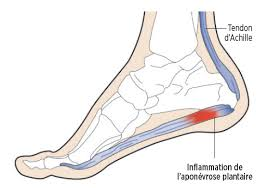 Tendon
d'Achille
Inflammation de
l'aponévrose plantaire